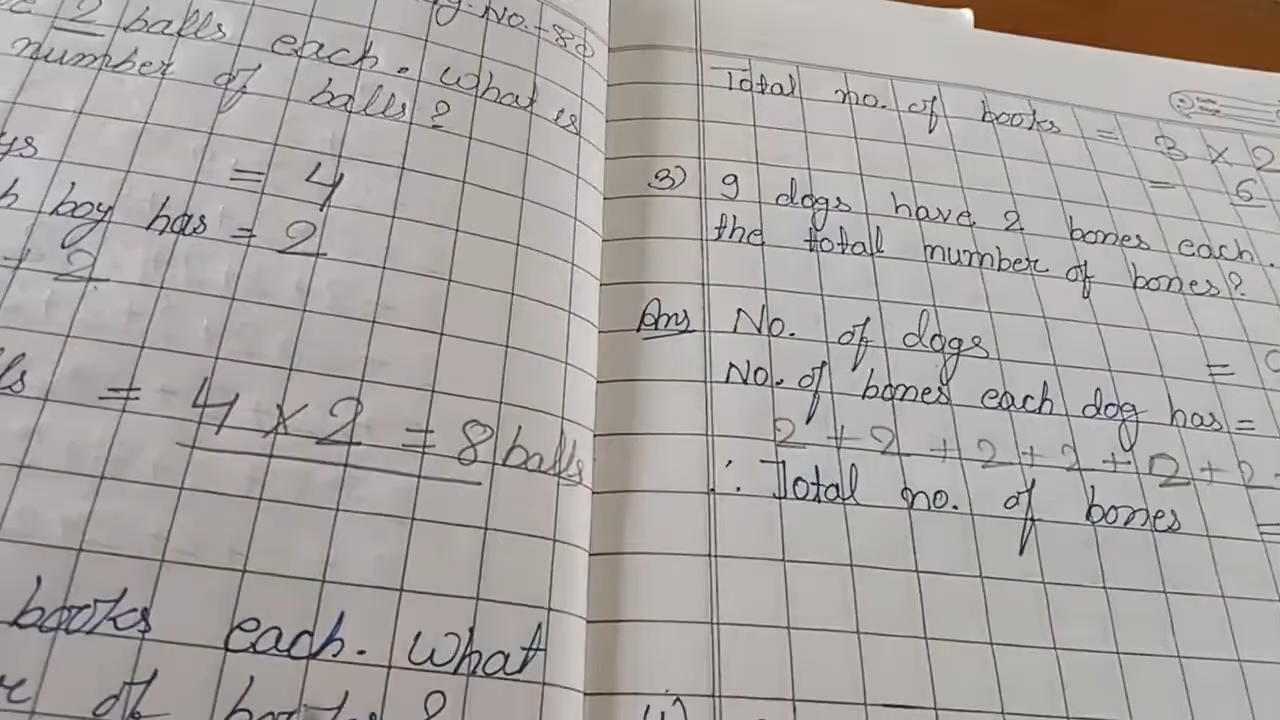 2 balls each. What is
number of balls?
= 4
boy has = 2
+ 2
= 4 × 2 = 8 balls
books each. What
of
Total no. of books = 3 × 2
= 6
3) 9 dogs have 2 bones each.
the total number of bones?
Ans No. of dogs =
No. of bones each dog has =
2 + 2 + 2 + 2 + 2 + 2
∴ Total no. of bones =